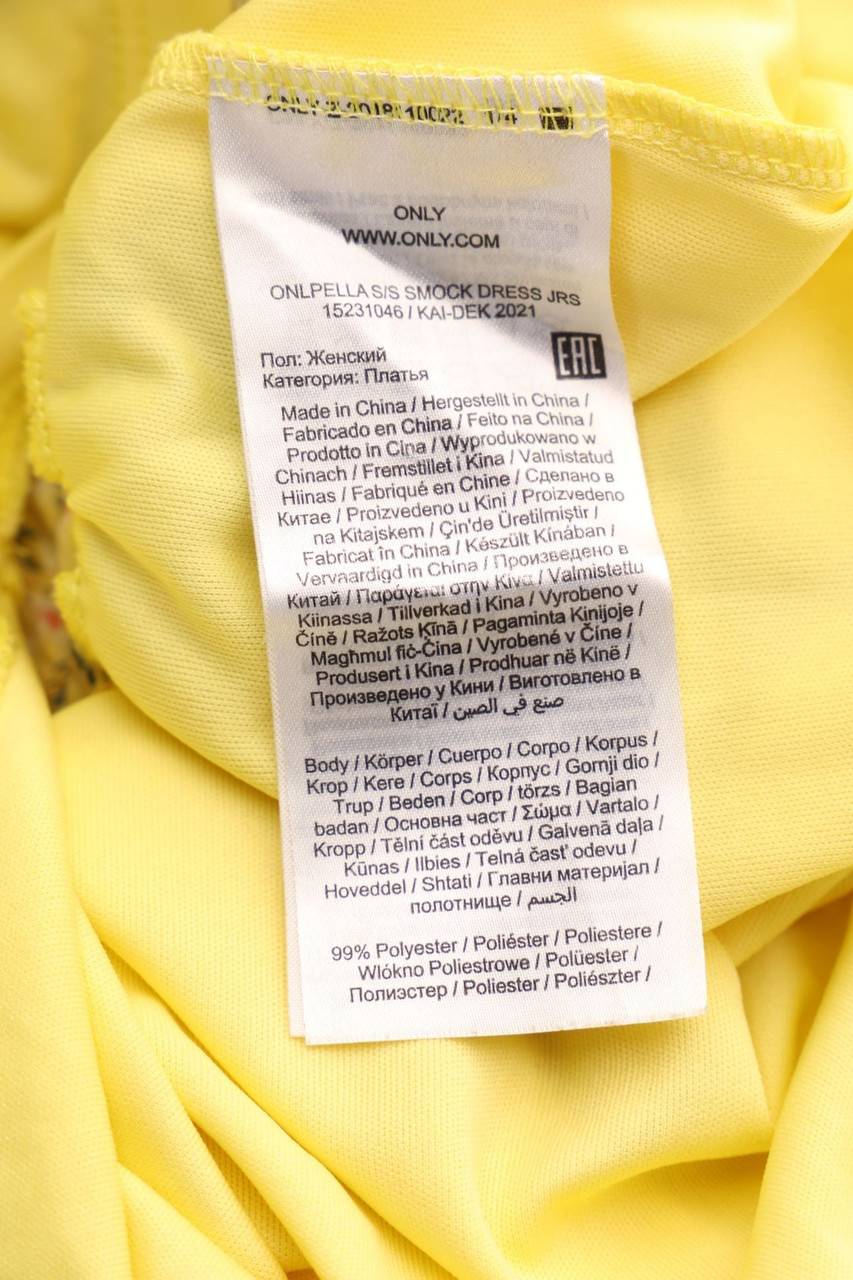 ONLY
WWW.ONLY.COM
ONLPELLA S/S SMOCK DRESS JRS
15231046 / KAI-DEK 2021
EAC
Пол: Женский
Категория: Платья
Made in China / Hergestellt in China /
Fabricado en China / Feito na China /
Prodotto in Cina / Wyprodukowano w
Chinach / Fremstillet i Kina / Valmistatud
Hiinas / Fabriqué en Chine / Сделано в
Китае / Proizvedeno u Kini / Proizvedeno
na Kitajskem / Çin'de Üretilmiştir /
Fabricat în China / Készült Kínában /
Vervaardigd in China / Произведено в
Китай / Παράγεται στην Κίνα / Valmistettu
Kiinassa / Tillverkad i Kina / Vyrobeno v
Číně / Ražots Ķīnā / Pagaminta Kinijoje /
Magħmul fiċ-Ċina / Vyrobené v Číne /
Produsert i Kina / Prodhuar në Kinë /
Произведено у Кини / Виготовлено в
Китаї / صنع في الصين
Body / Körper / Cuerpo / Corpo / Korpus /
Krop / Kere / Corps / Корпус / Gornji dio /
Trup / Beden / Corp / törzs / Bagian
badan / Основна част / Σώμα / Vartalo /
Kropp / Tělní část oděvu / Galvenā daļa /
Kūnas / Ilbies / Telná časť odevu /
Hoveddel / Shtati / Главни материјал /
полотнище / الجسم
99% Polyester / Poliéster / Poliestere /
Włókno Poliestrowe / Polüester /
Полиэстер / Poliester / Poliészter /